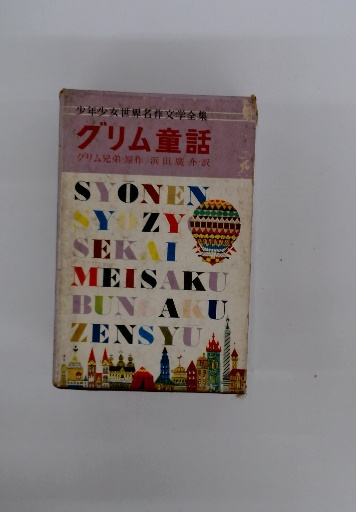 少年少女世界名作文学全集
グリム童話
グリム兄弟・原作 浜田廣介・訳
SYONEN
SYOZYO
SEKAI
MEISAKU
BUNGAKU
ZENSYU